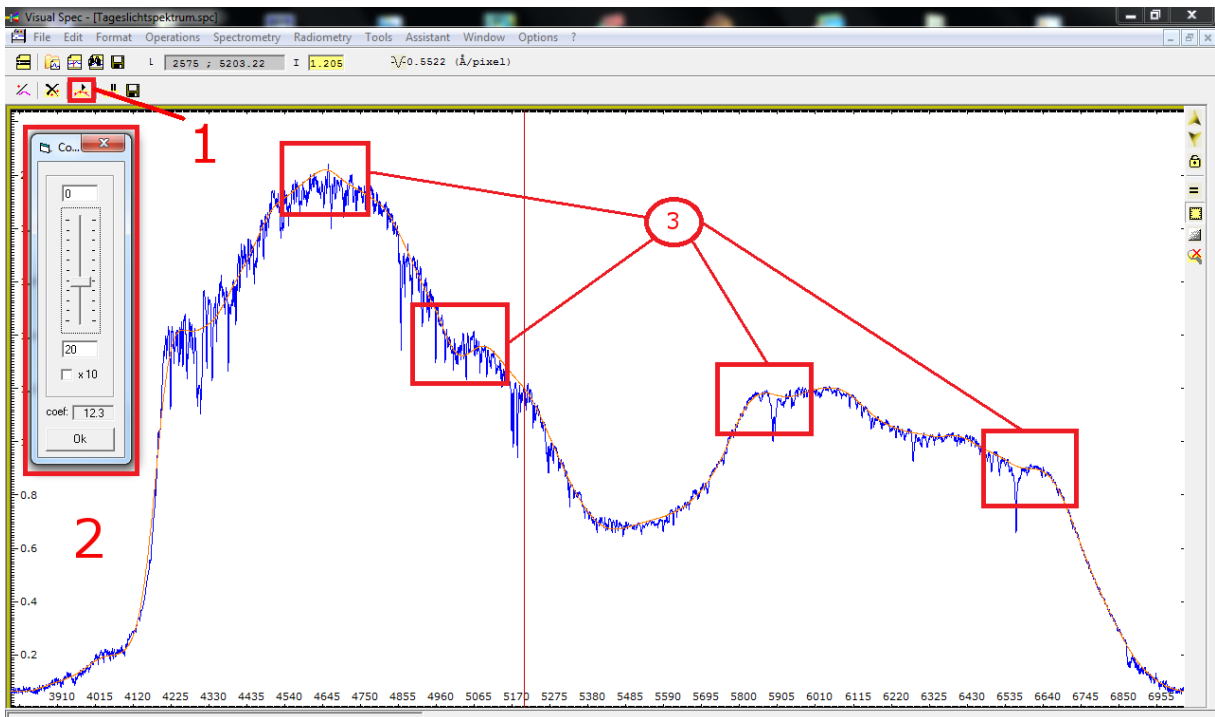 Visual Spec - [Tageslichtspektrum.spc]
File Edit Format Operations Spectrometry Radiometry Tools Assistant Window Options ?
L 2575 ; 5203.22 I 1.205 0.5522 (Å/pixel)
1
Co...
0
20
x 10
coef: 12.3
Ok
2
3
0.8
0.6
0.4
0.2
3910 4015 4120 4225 4330 4435 4540 4645 4750 4855 4960 5065 5170 5275 5380 5485 5590 5695 5800 5905 6010 6115 6220 6325 6430 6535 6640 6745 6850 6955